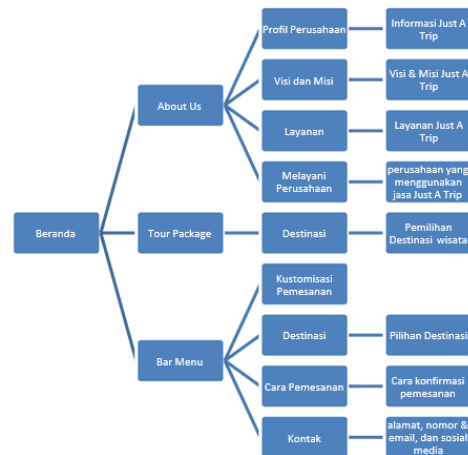 Beranda
About Us
Profil Perusahaan
Informasi Just A
Trip
Visi dan Misi
Visi & Misi Just A
Trip
Layanan
Layanan Just A
Trip
Melayani
Perusahaan
perusahaan yang
menggunakan
jasa Just A Trip
Tour Package
Destinasi
Pemilihan
Destinasi wisata
Bar Menu
Kustomisasi
Pemesanan
Destinasi
Pilihan Destinasi
Cara Pemesanan
Cara konfirmasi
pemesanan
Kontak
alamat, nomor &
email, dan sosial
media